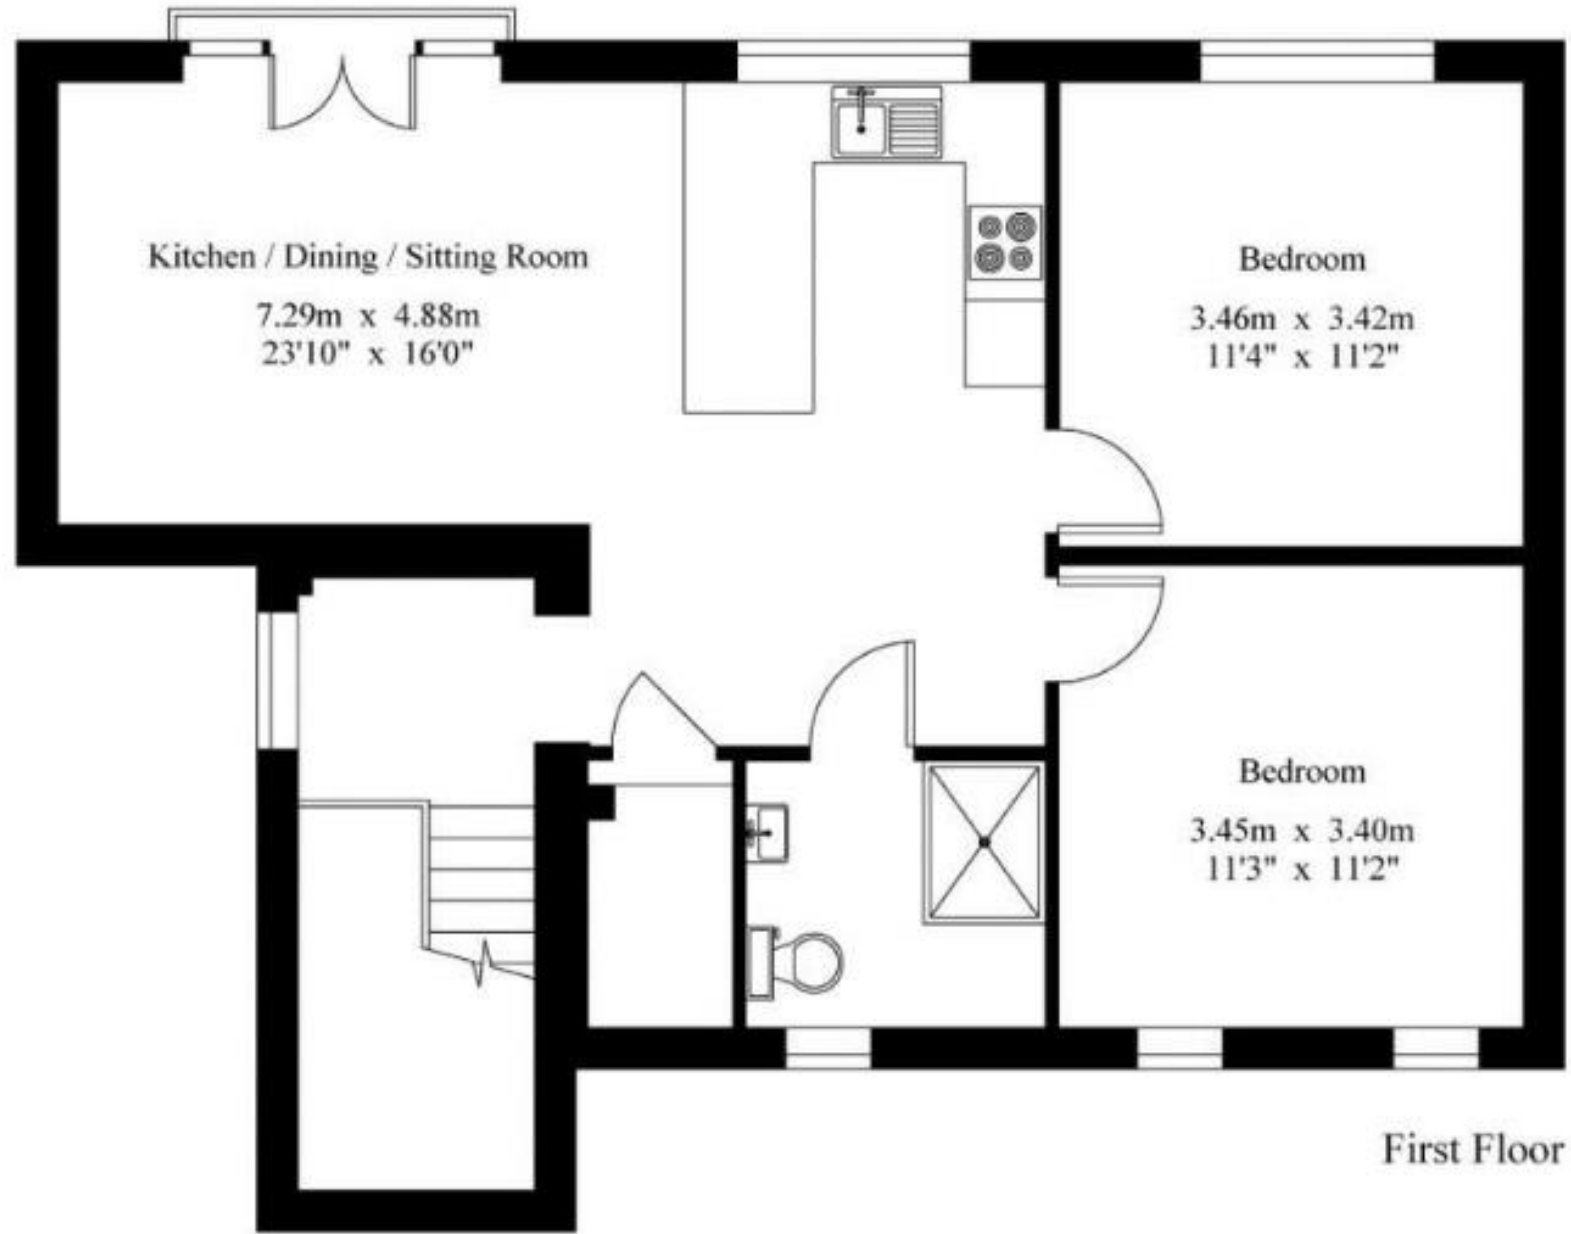 Kitchen / Dining / Sitting Room
7.29m x 4.88m
23'10" x 16'0"
Bedroom
3.46m x 3.42m
11'4" x 11'2"
Bedroom
3.45m x 3.40m
11'3" x 11'2"
First Floor